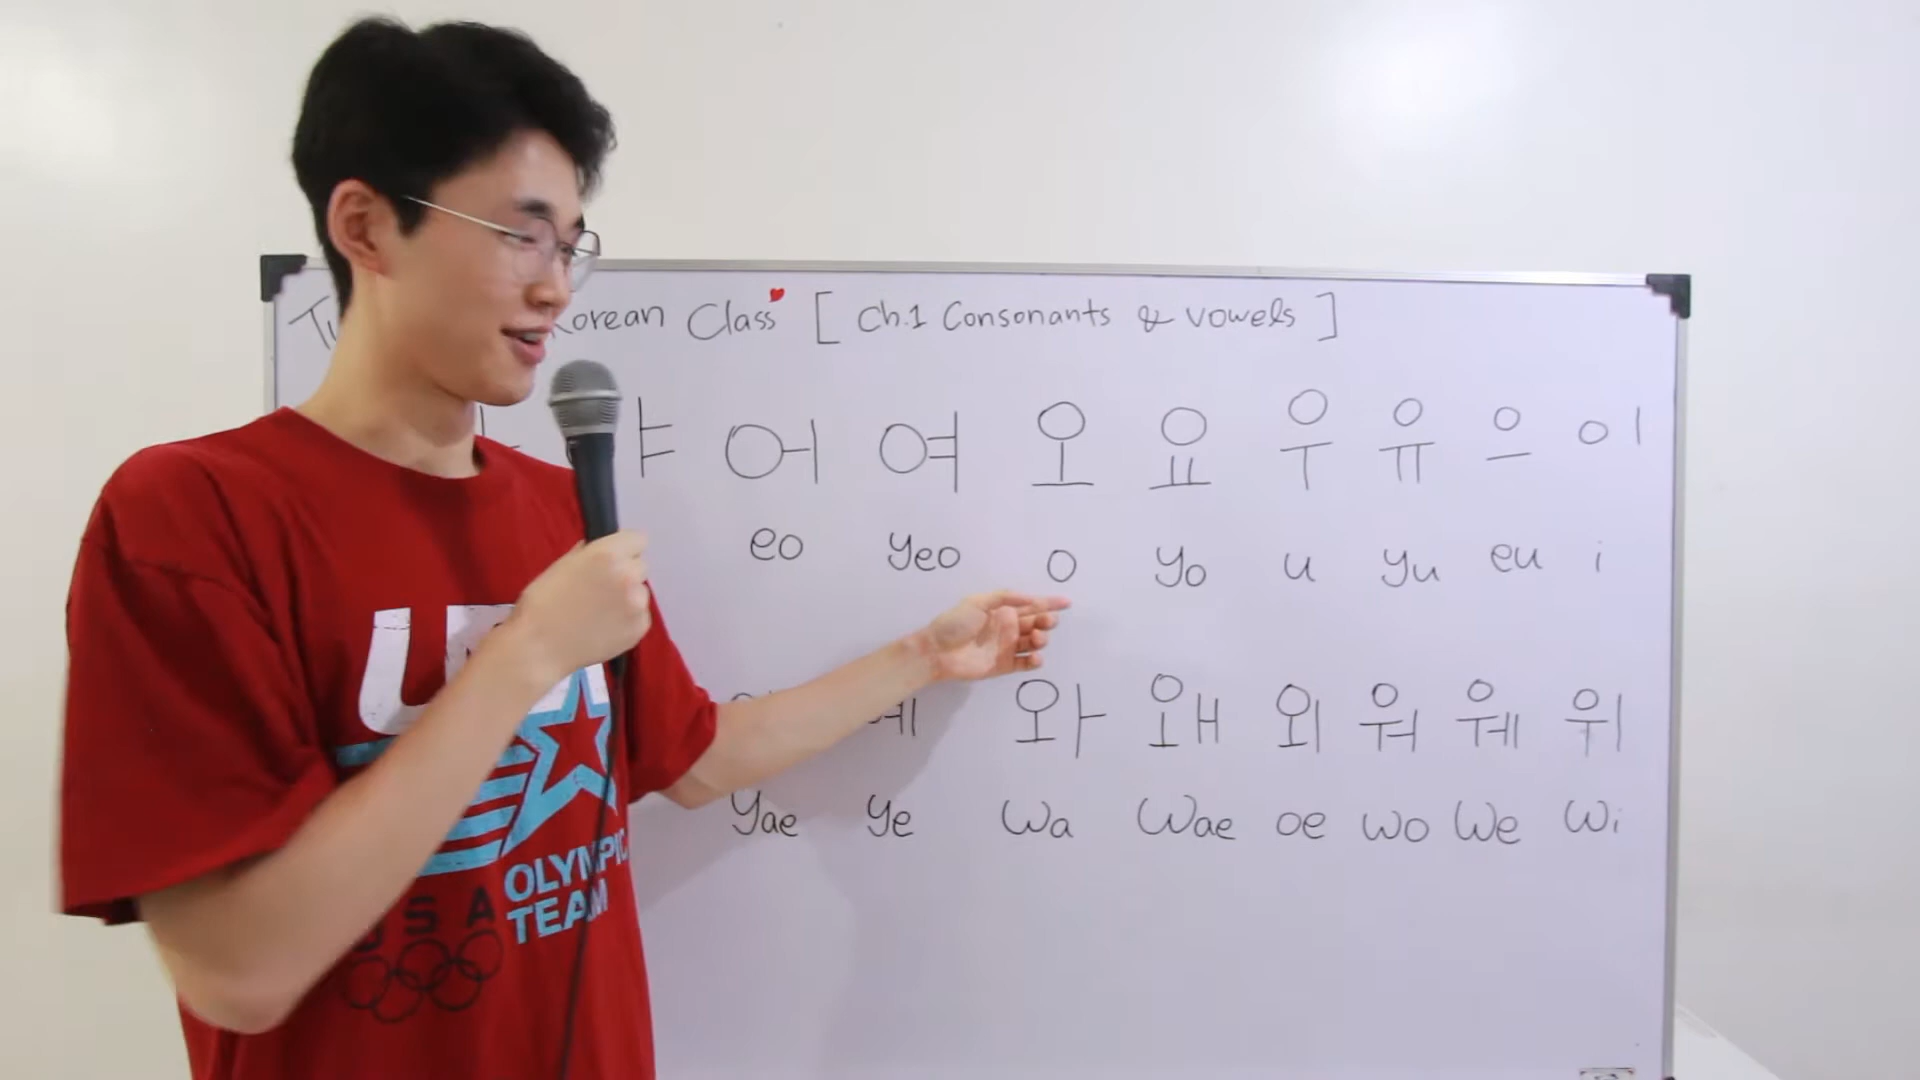 Korean Class [ Ch.1 Consonants & vowels ]
어 여 오 요 우 유 으 이
eo yeo o yo u yu eu i
와 왜 외 워 웨 위
yae ye wa wae oe wo we wi
OLYMPIC
TEAM
USA